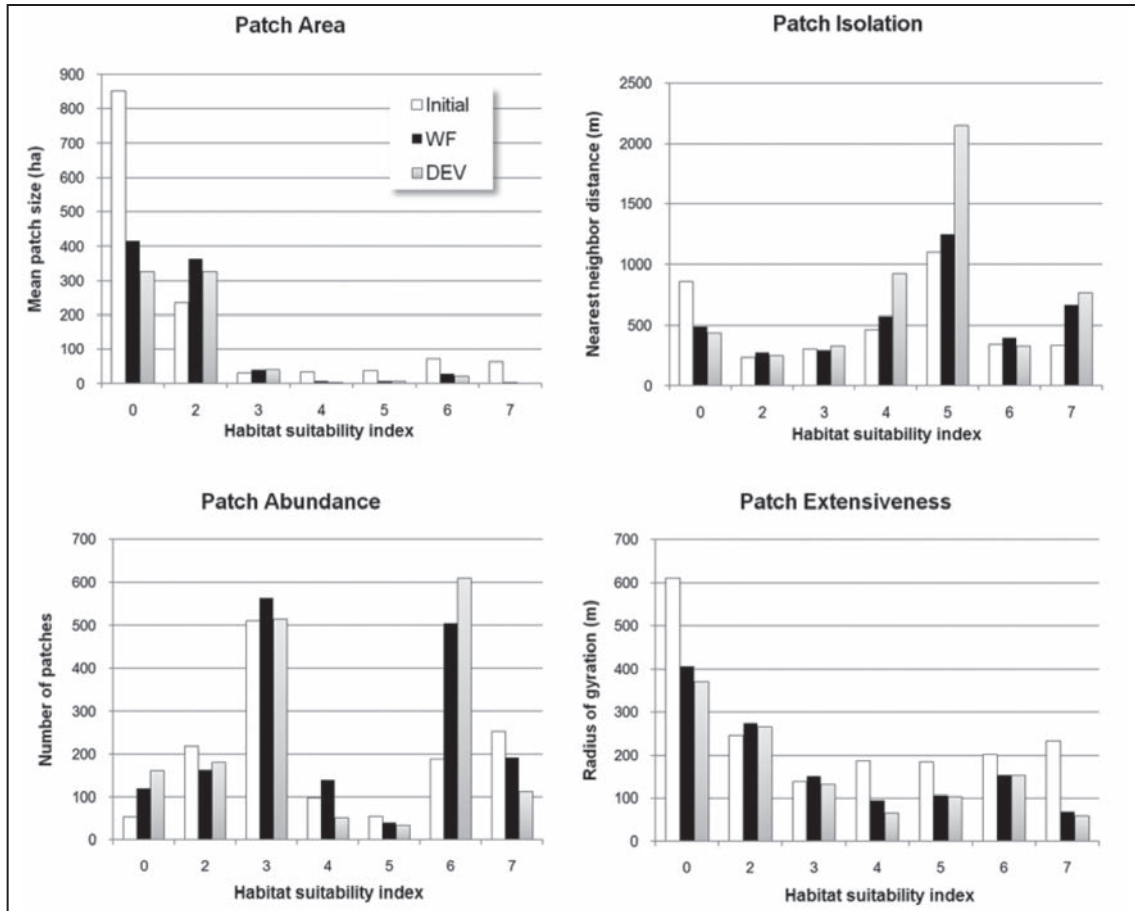 Patch Area
900
800
700
600
500
400
300
200
100
0
Mean patch size (ha)
Initial
WF
DEV
0 2 3 4 5 6 7
Habitat suitability index
Patch Isolation
2500
2000
1500
1000
500
0
Nearest neighbor distance (m)
0 2 3 4 5 6 7
Habitat suitability index
Patch Abundance
700
600
500
400
300
200
100
0
Number of patches
0 2 3 4 5 6 7
Habitat suitability index
Patch Extensiveness
700
600
500
400
300
200
100
0
Radius of gyration (m)
0 2 3 4 5 6 7
Habitat suitability index